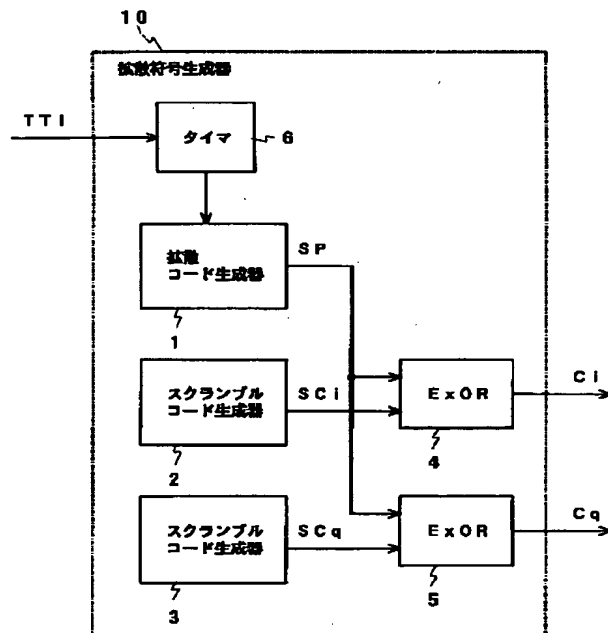 10
拡散符号生成器
TTI
タイマ
6
拡散
コード生成器
SP
1
スクランブル
コード生成器
SCi
2
ExOR
Ci
4
スクランブル
コード生成器
SCq
3
ExOR
Cq
5